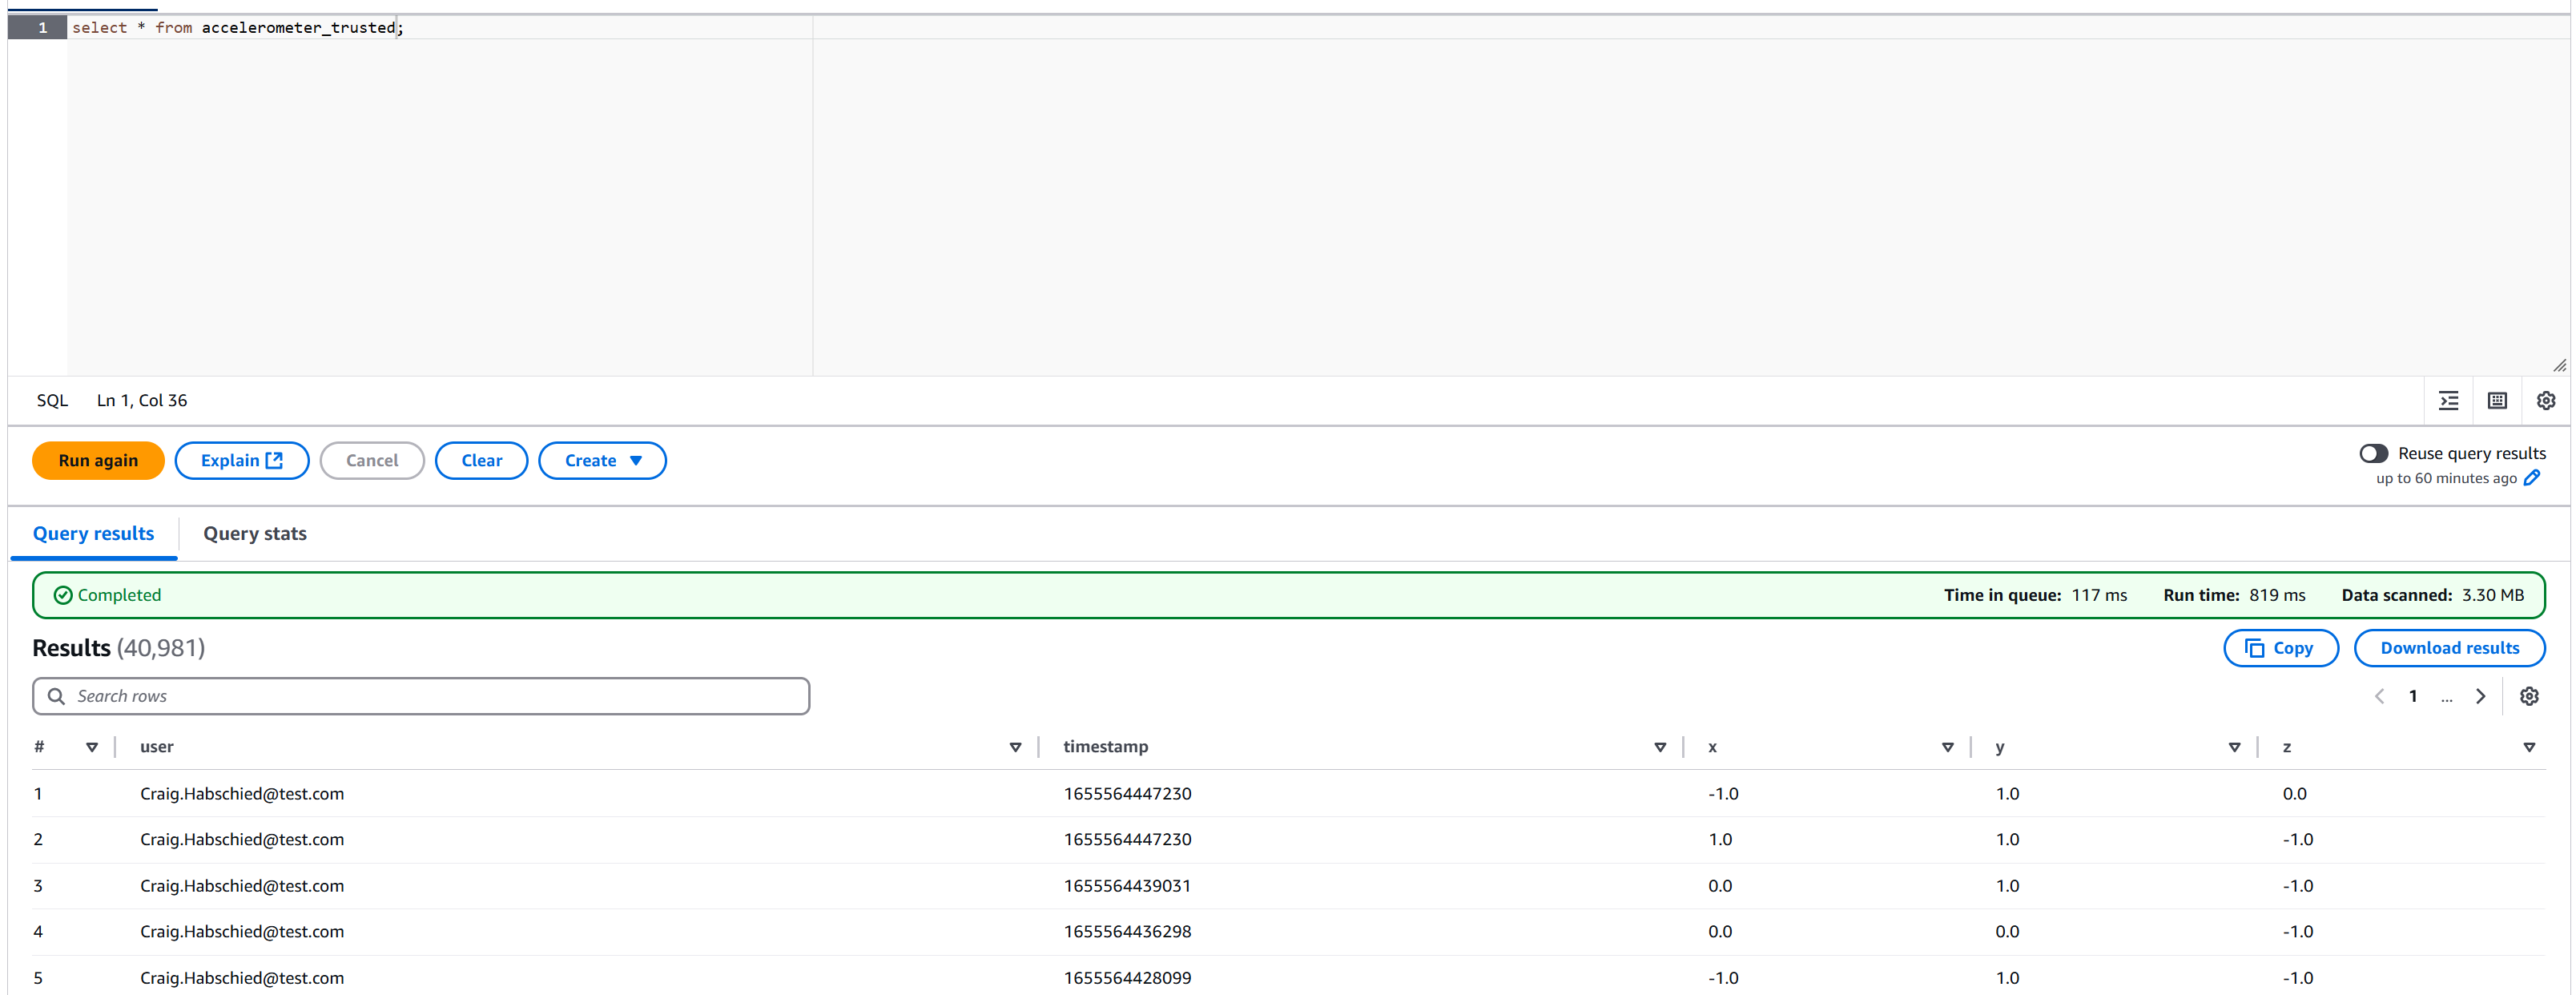 1 select * from accelerometer_trusted;
SQL Ln 1, Col 36
Run again Explain Cancel Clear Create
Reuse query results
up to 60 minutes ago
Query results Query stats
Completed Time in queue: 117 ms Run time: 819 ms Data scanned: 3.30 MB
Results (40,981) Copy Download results
Search rows 1 ...
# user timestamp x y z
1 Craig.Habschied@test.com 1655564447230 -1.0 1.0 0.0
2 Craig.Habschied@test.com 1655564447230 1.0 1.0 -1.0
3 Craig.Habschied@test.com 1655564439031 0.0 1.0 -1.0
4 Craig.Habschied@test.com 1655564436298 0.0 0.0 -1.0
5 Craig.Habschied@test.com 1655564428099 -1.0 1.0 -1.0